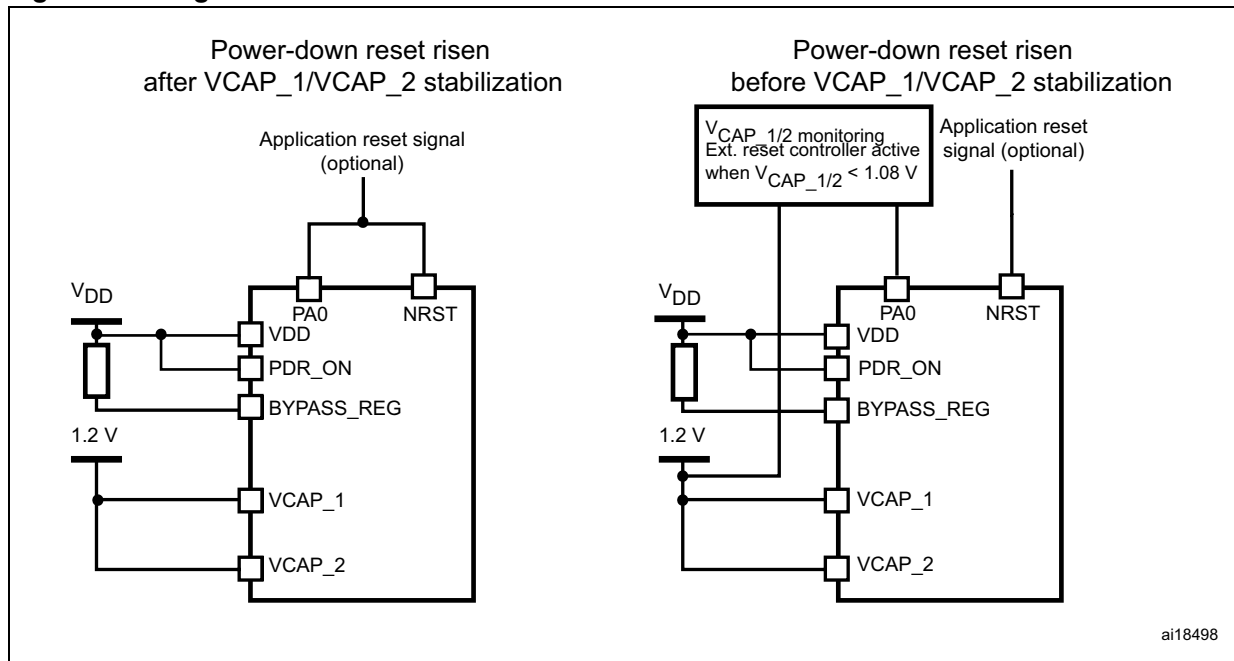 Power-down reset risen
after VCAP_1/VCAP_2 stabilization
Application reset signal
(optional)
VDD
PA0
NRST
VDD
PDR_ON
BYPASS_REG
1.2 V
VCAP_1
VCAP_2
Power-down reset risen
before VCAP_1/VCAP_2 stabilization
VCAP_1/2 monitoring
Ext. reset controller active
when VCAP_1/2 < 1.08 V
Application reset
signal (optional)
VDD
PA0
NRST
VDD
PDR_ON
BYPASS_REG
1.2 V
VCAP_1
VCAP_2
ai18498